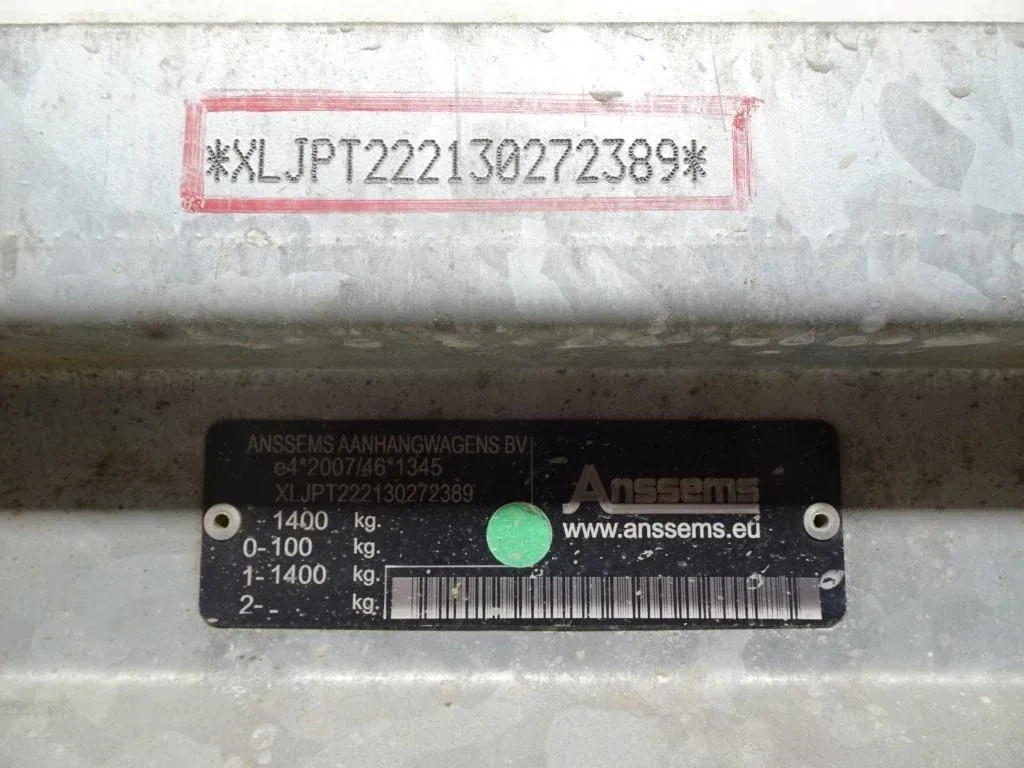 *XLJPT222130272389*
ANSSEMS AANHANGWAGENS BV
e4*2007/46*1345
XLJPT222130272389
- 1400 kg.
0- 100 kg.
1- 1400 kg.
2- - kg.
Anssems
www.anssems.eu